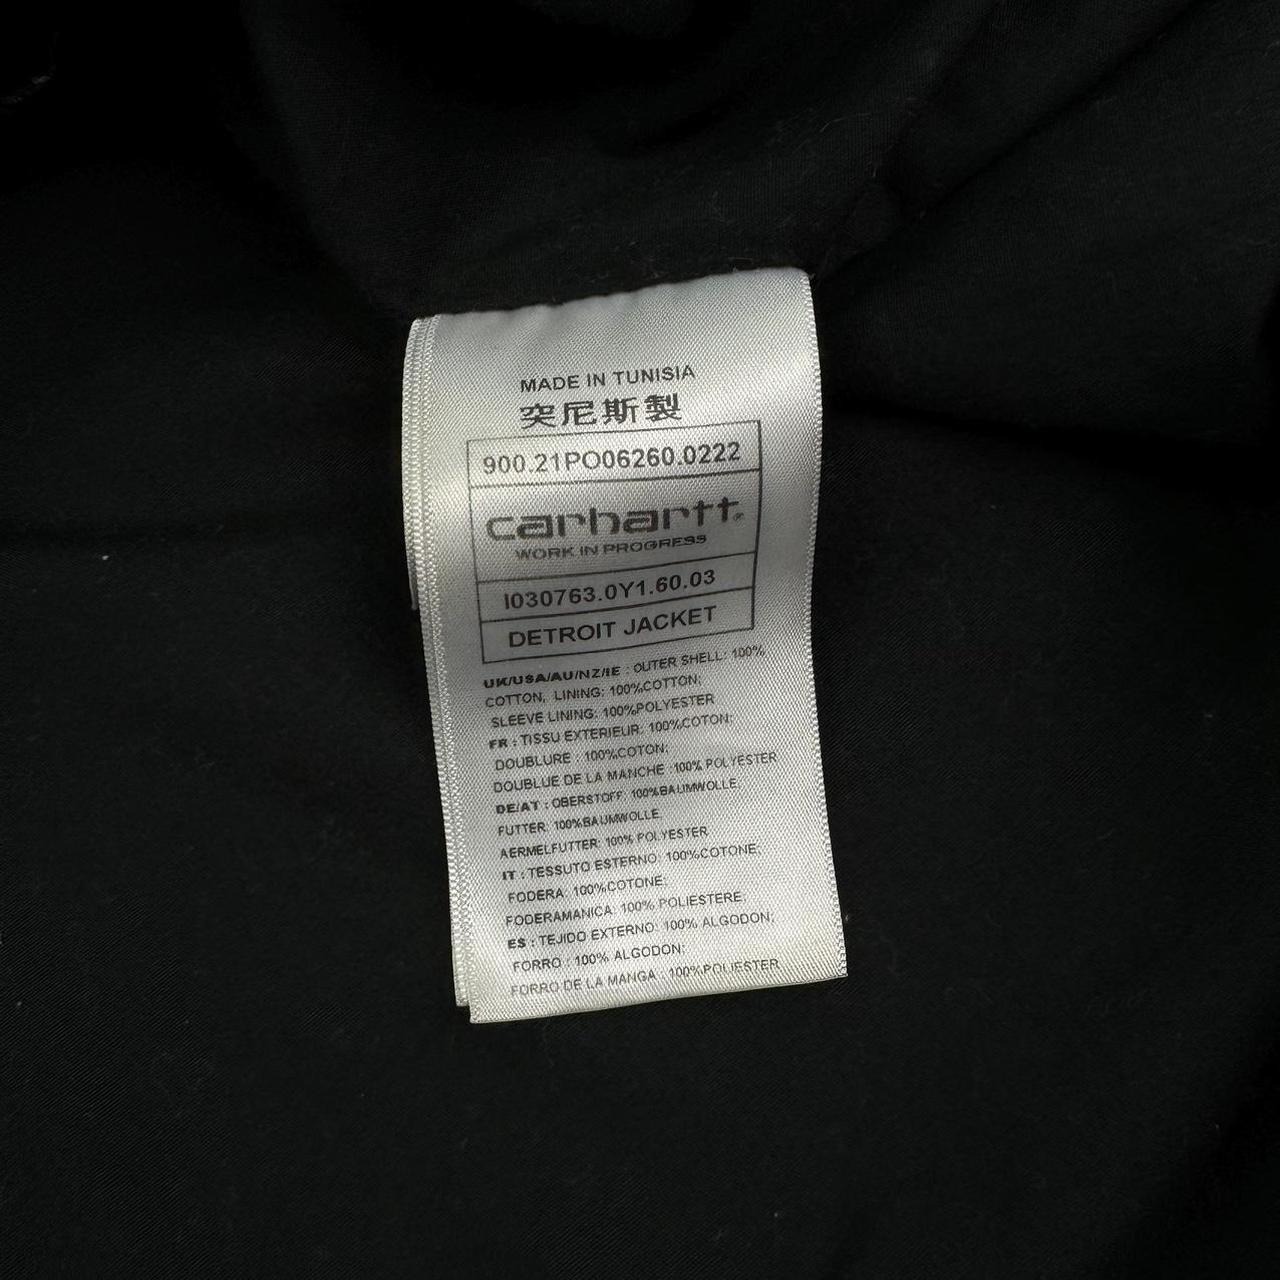 MADE IN TUNISIA
突尼斯製
900.21PO06260.0222
carhartt®
WORK IN PROGRESS
I030763.0Y1.60.03
DETROIT JACKET
UK/USA/AU/NZ/IE : OUTER SHELL: 100%
COTTON, LINING: 100%COTTON;
SLEEVE LINING: 100%POLYESTER
FR : TISSU EXTERIEUR: 100%COTON;
DOUBLURE : 100%COTON;
DOUBLUE DE LA MANCHE :100% POLYESTER
DE/AT : OBERSTOFF: 100%BAUMWOLLE,
FUTTER: 100%BAUMWOLLE,
AERMELFUTTER: 100% POLYESTER
IT : TESSUTO ESTERNO: 100%COTONE;
FODERA: 100%COTONE;
FODERAMANICA: 100% POLIESTERE;
ES : TEJIDO EXTERNO: 100% ALGODON;
FORRO : 100% ALGODON;
FORRO DE LA MANGA : 100%POLIESTER